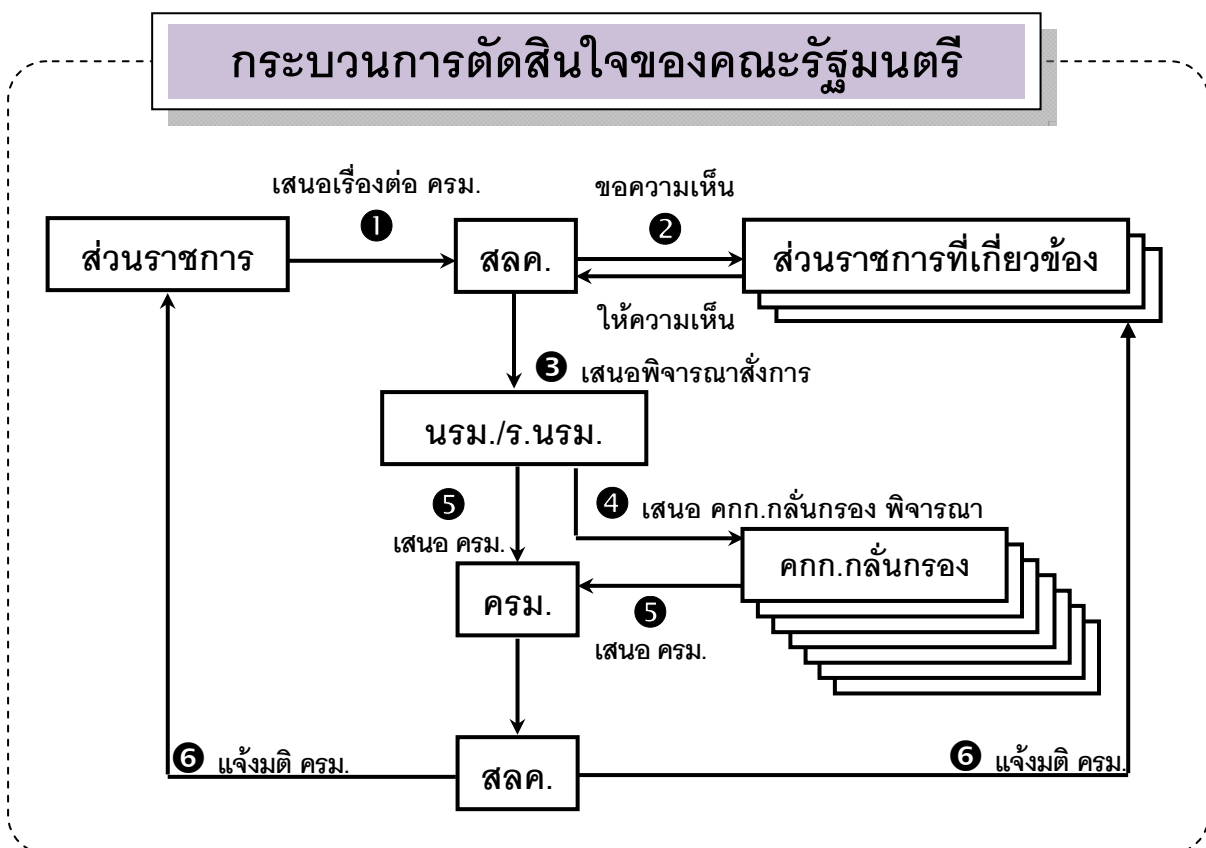 กระบวนการตัดสินใจของคณะรัฐมนตรี
เสนอเรื่องต่อ ครม.
ขอความเห็น
❶
❷
ส่วนราชการ
สลค.
ส่วนราชการที่เกี่ยวข้อง
ให้ความเห็น
❸ เสนอพิจารณาสั่งการ
นรม./ร.นรม.
❺
❹ เสนอ คกก.กลั่นกรอง พิจารณา
เสนอ ครม.
คกก.กลั่นกรอง
ครม.
❺
เสนอ ครม.
❻ แจ้งมติ ครม.
สลค.
❻ แจ้งมติ ครม.